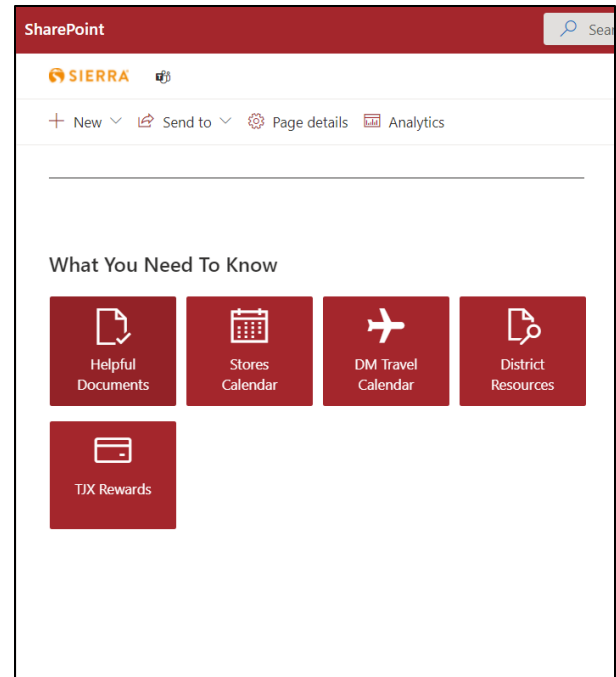 SharePoint
SIERRA
New
Send to
Page details
Analytics
What You Need To Know
Helpful
Documents
Stores
Calendar
DM Travel
Calendar
District
Resources
TJX Rewards